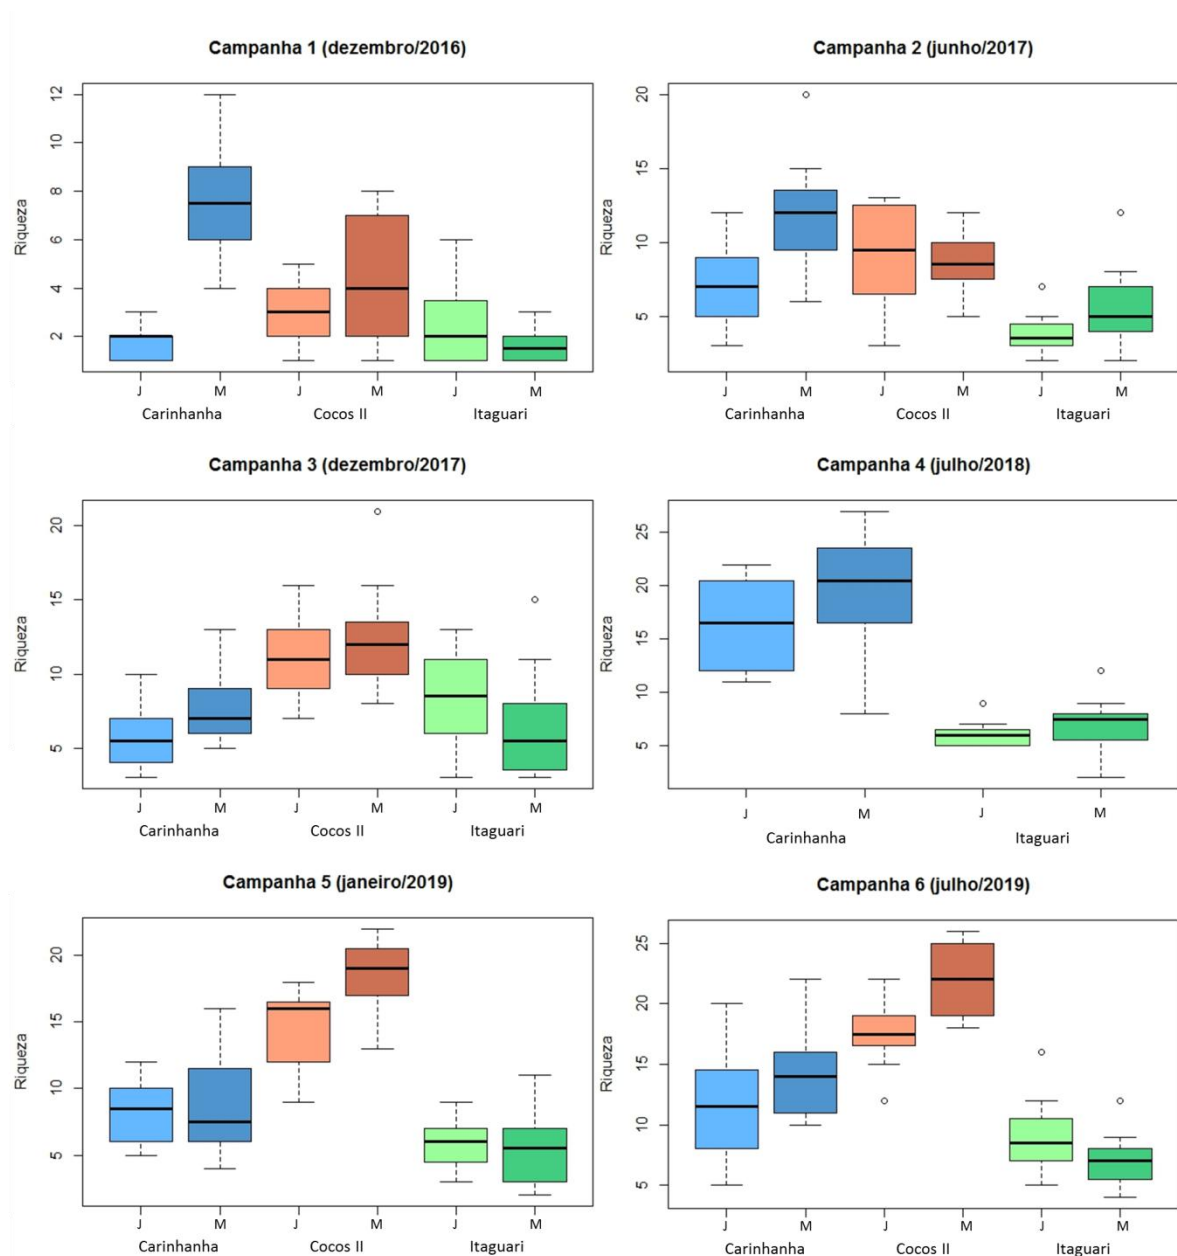 Campanha 1 (dezembro/2016)
Riqueza
12
10
8
6
4
2
J M J M J M
Carinhanha Cocos II Itaguari
Campanha 2 (junho/2017)
Riqueza
20
15
10
5
J M J M J M
Carinhanha Cocos II Itaguari
Campanha 3 (dezembro/2017)
Riqueza
20
15
10
5
J M J M J M
Carinhanha Cocos II Itaguari
Campanha 4 (julho/2018)
Riqueza
25
20
15
10
5
J M J M
Carinhanha Itaguari
Campanha 5 (janeiro/2019)
Riqueza
20
15
10
5
J M J M J M
Carinhanha Cocos II Itaguari
Campanha 6 (julho/2019)
Riqueza
25
20
15
10
5
J M J M J M
Carinhanha Cocos II Itaguari